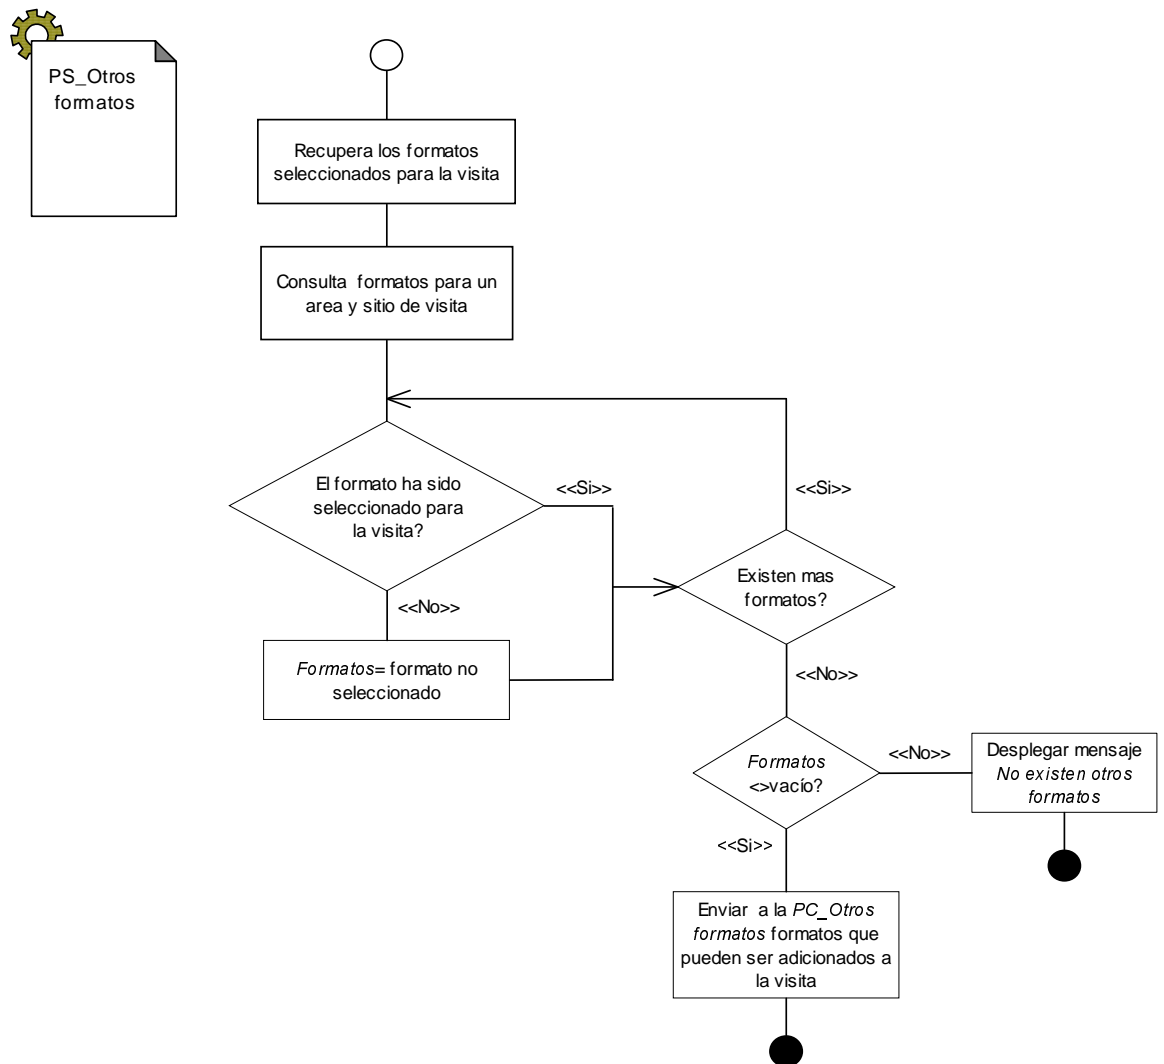 PS_Otros
formatos
Recupera los formatos
seleccionados para la visita
Consulta formatos para un
area y sitio de visita
El formato ha sido
seleccionado para
la visita?
<<Si>>
<<Si>>
Existen mas
formatos?
<<No>>
Formatos= formato no
seleccionado
<<No>>
Formatos
<>vacío?
<<No>>
Desplegar mensaje
No existen otros
formatos
<<Si>>
Enviar a la PC_Otros
formatos formatos que
pueden ser adicionados a
la visita